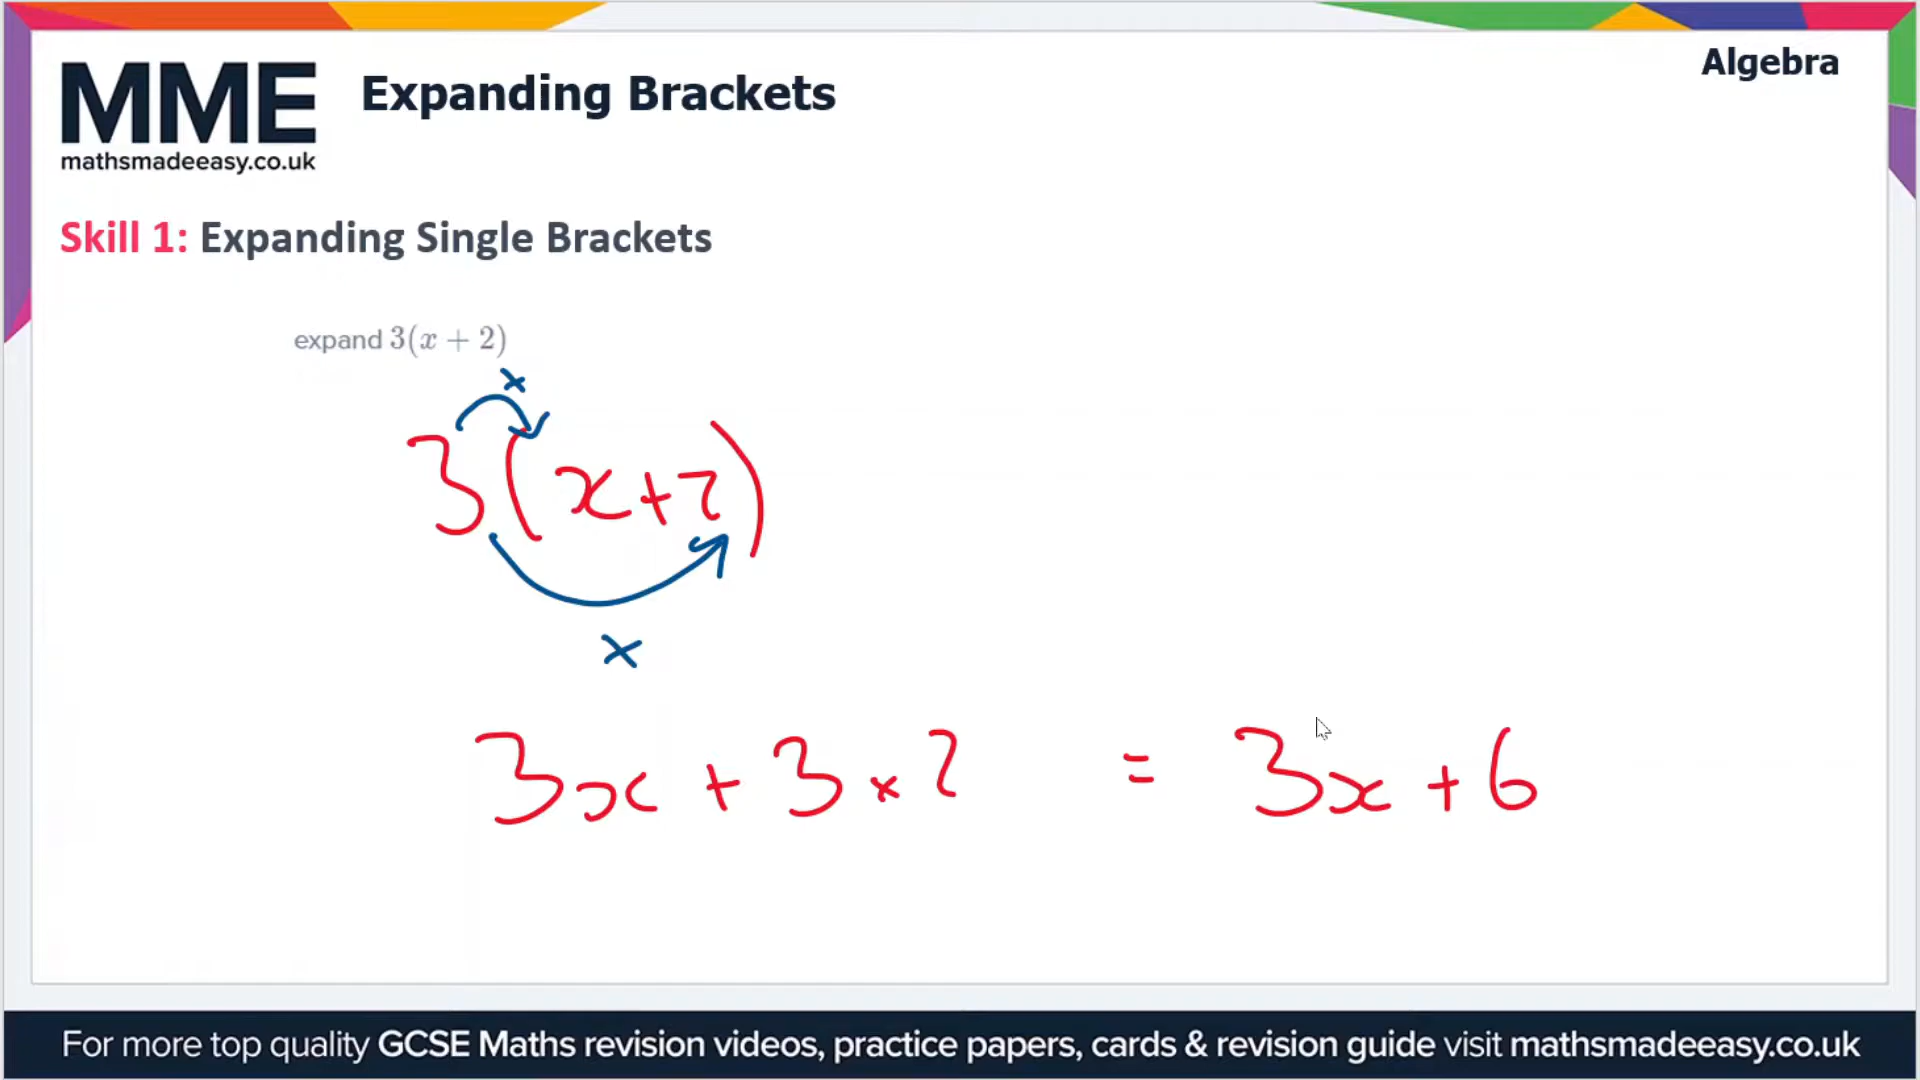 MME
maths​madeeasy.co.uk
Expanding Brackets
Algebra
Skill 1: Expanding Single Brackets
expand 3(x + 2)
×
3(x+2)
×
3x + 3 × 2 = 3x + 6
For more top quality GCSE Maths revision videos, practice papers, cards & revision guide visit mathsmadeeasy.co.uk